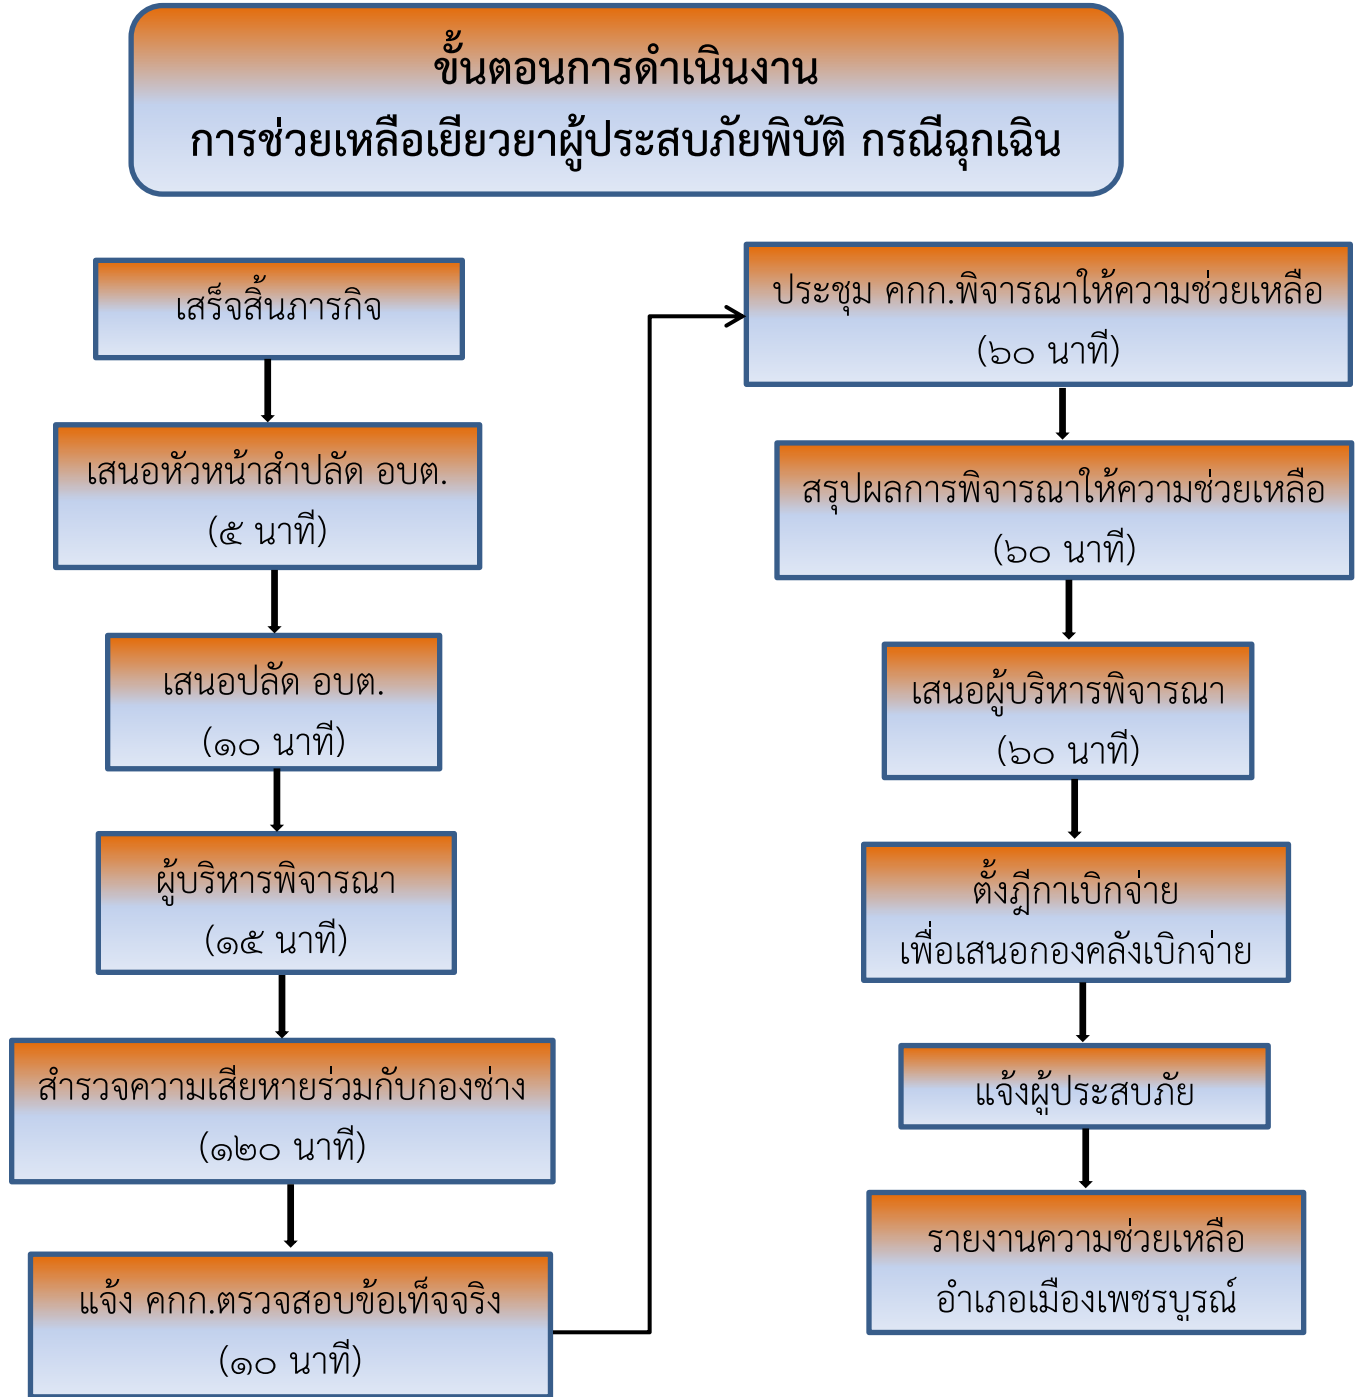 ขั้นตอนการดำเนินงาน
การช่วยเหลือเยียวยาผู้ประสบภัยพิบัติ กรณีฉุกเฉิน
เสร็จสิ้นภารกิจ
เสนอหัวหน้าสำปลัด อบต.
(๕ นาที)
เสนอปลัด อบต.
(๑๐ นาที)
ผู้บริหารพิจารณา
(๑๕ นาที)
สำรวจความเสียหายร่วมกับกองช่าง
(๑๒๐ นาที)
แจ้ง คกก.ตรวจสอบข้อเท็จจริง
(๑๐ นาที)
ประชุม คกก.พิจารณาให้ความช่วยเหลือ
(๖๐ นาที)
สรุปผลการพิจารณาให้ความช่วยเหลือ
(๖๐ นาที)
เสนอผู้บริหารพิจารณา
(๖๐ นาที)
ตั้งฎีกาเบิกจ่าย
เพื่อเสนอกองคลังเบิกจ่าย
แจ้งผู้ประสบภัย
รายงานความช่วยเหลือ
อำเภอเมืองเพชรบูรณ์